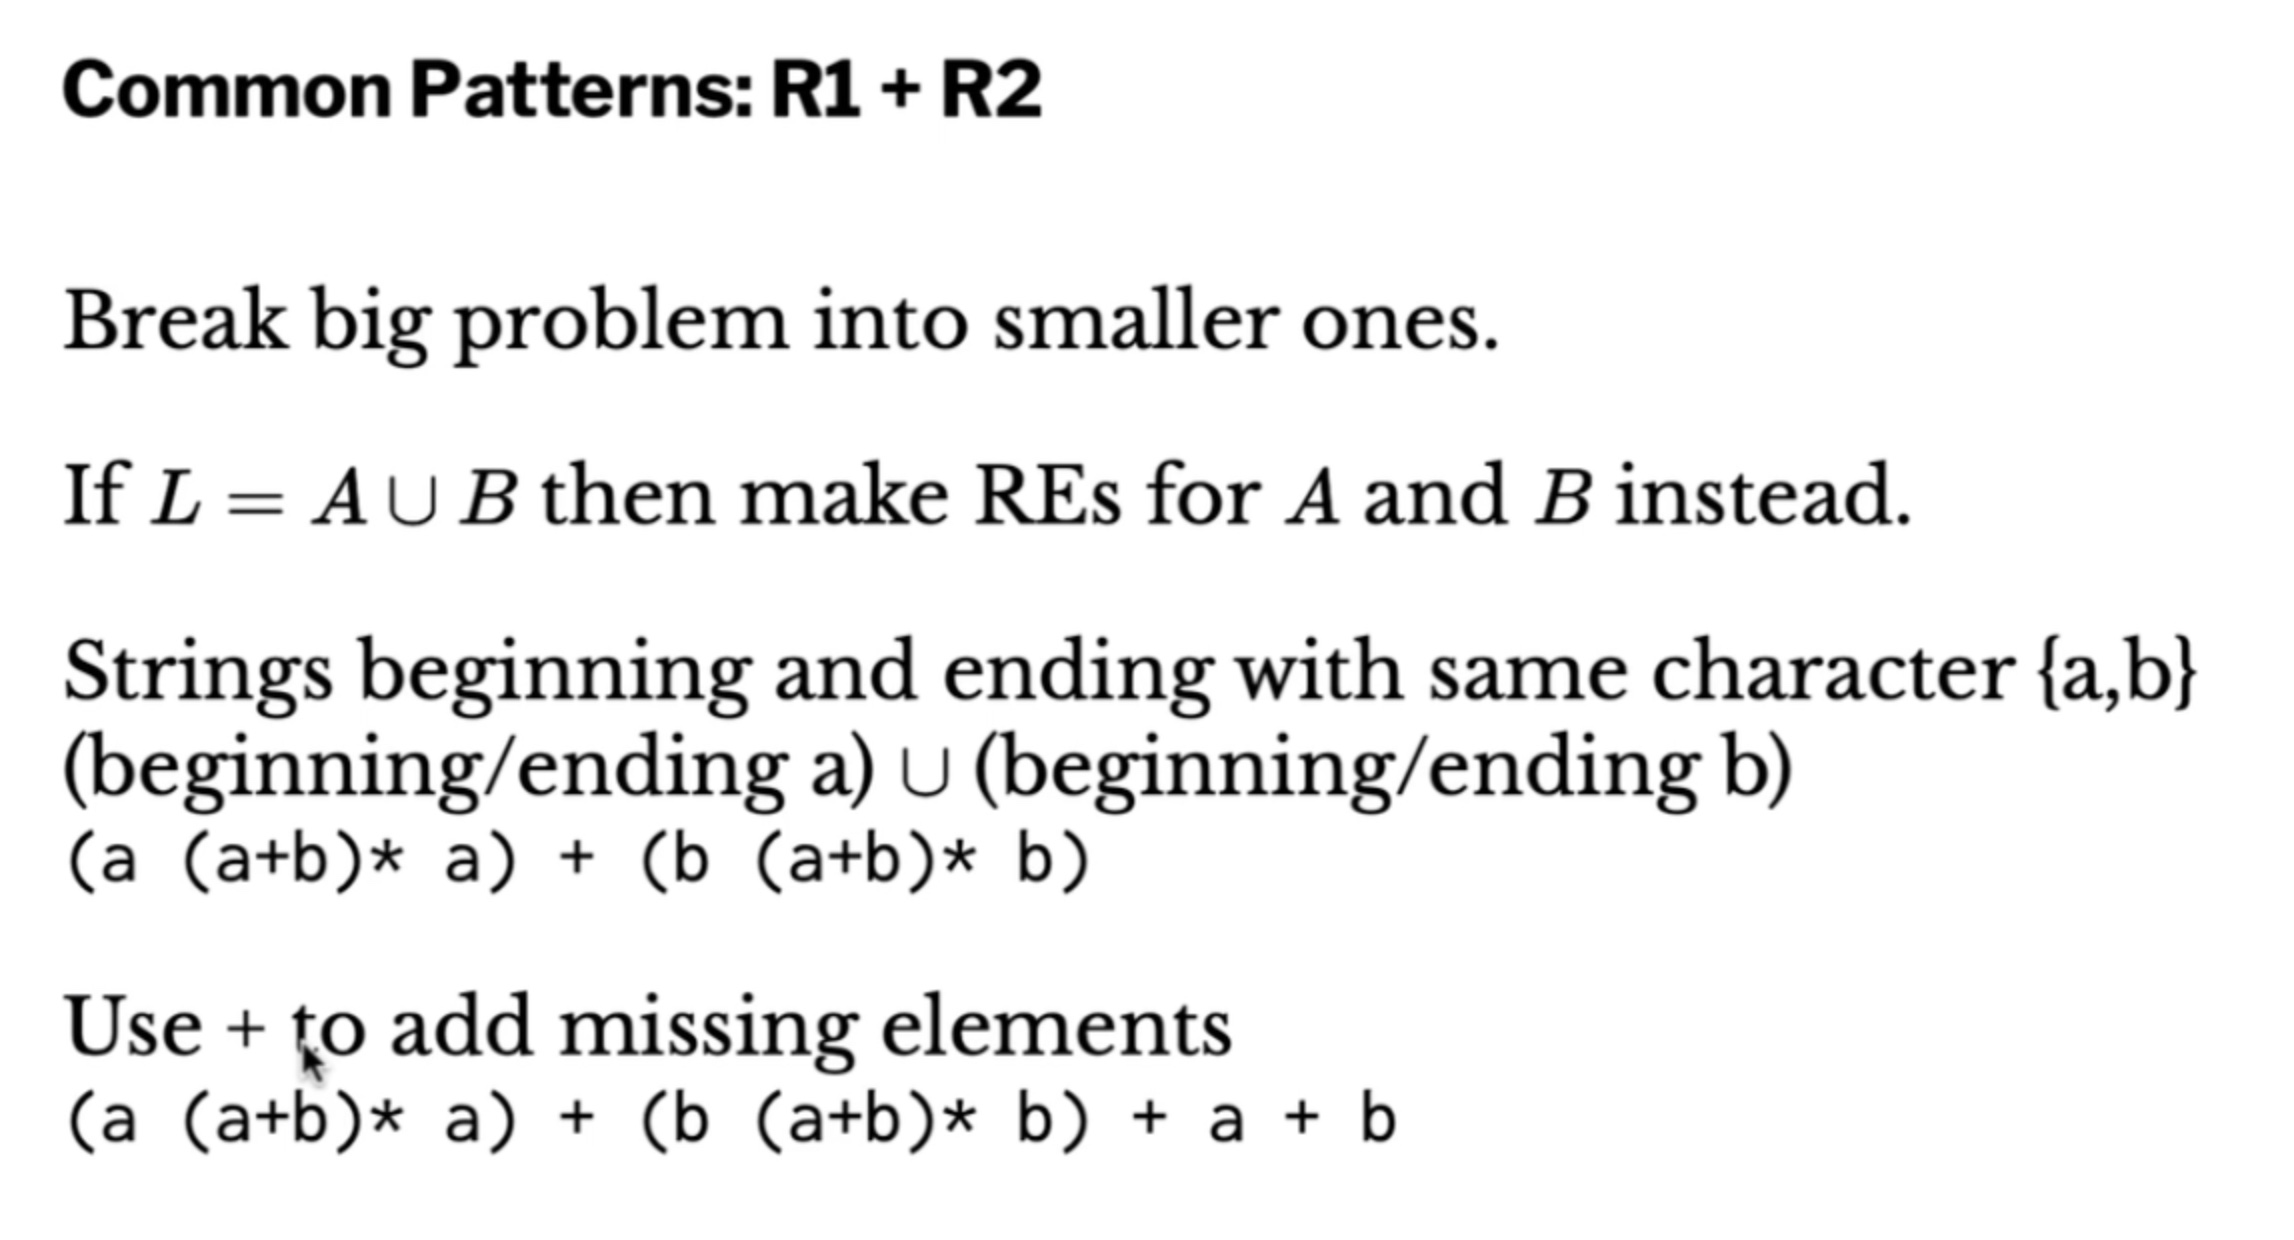 Common Patterns: R1 + R2
Break big problem into smaller ones.
If L = A ∪ B then make REs for A and B instead.
Strings beginning and ending with same character {a,b}
(beginning/ending a) ∪ (beginning/ending b)
(a (a+b)* a) + (b (a+b)* b)
Use + to add missing elements
(a (a+b)* a) + (b (a+b)* b) + a + b